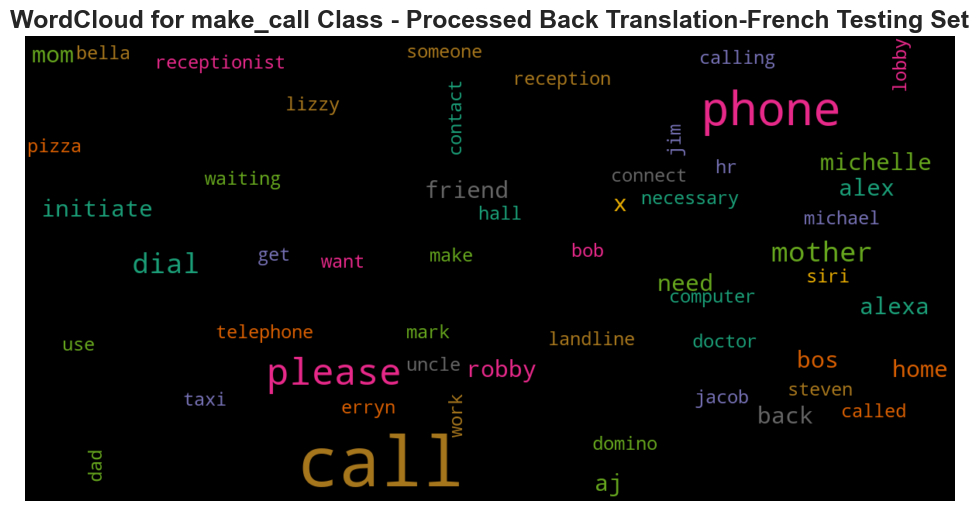 WordCloud for make_call Class - Processed Back Translation-French Testing Set
mom bella receptionist someone reception calling lobby
lizzy contact phone
pizza jim
waiting friend connect hr michelle
initiate hall x necessary alex
michael
dial get want make bob mother
need computer siri
alexa
use telephone mark landline doctor
please uncle robby bos home
taxi erryn work jacob steven
back called
dad call domino
aj